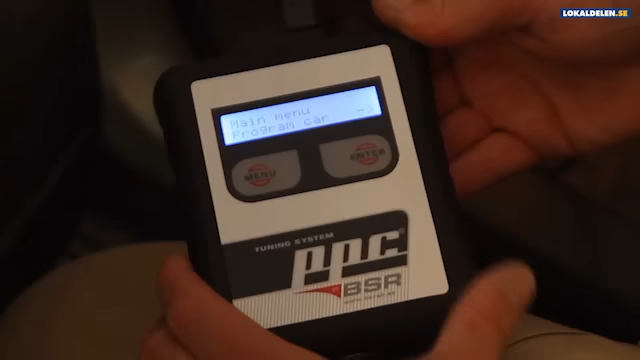 LOKALDELEN.SE
Main menu
Program car -->
MENU
ENTER
TUNING SYSTEM
ppc®
BSR